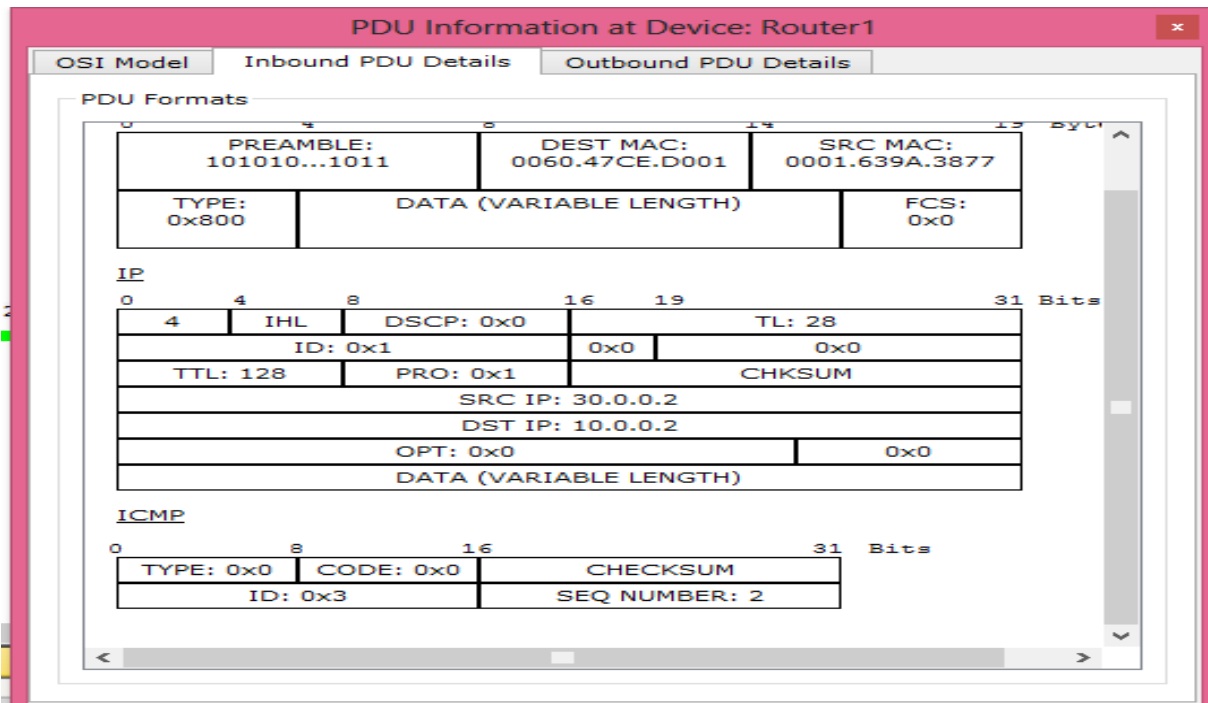 PDU Information at Device: Router1
x
OSI Model Inbound PDU Details Outbound PDU Details
PDU Formats
0 4 8 14 19
PREAMBLE: DEST MAC: SRC MAC:
101010...1011 0060.47CE.D001 0001.639A.3877
TYPE: DATA (VARIABLE LENGTH) FCS:
0x800 0x0
IP
0 4 8 16 19 31 Bits
4 IHL DSCP: 0x0 TL: 28
ID: 0x1 0x0 0x0
TTL: 128 PRO: 0x1 CHKSUM
SRC IP: 30.0.0.2
DST IP: 10.0.0.2
OPT: 0x0 0x0
DATA (VARIABLE LENGTH)
ICMP
0 8 16 31 Bits
TYPE: 0x0 CODE: 0x0 CHECKSUM
ID: 0x3 SEQ NUMBER: 2